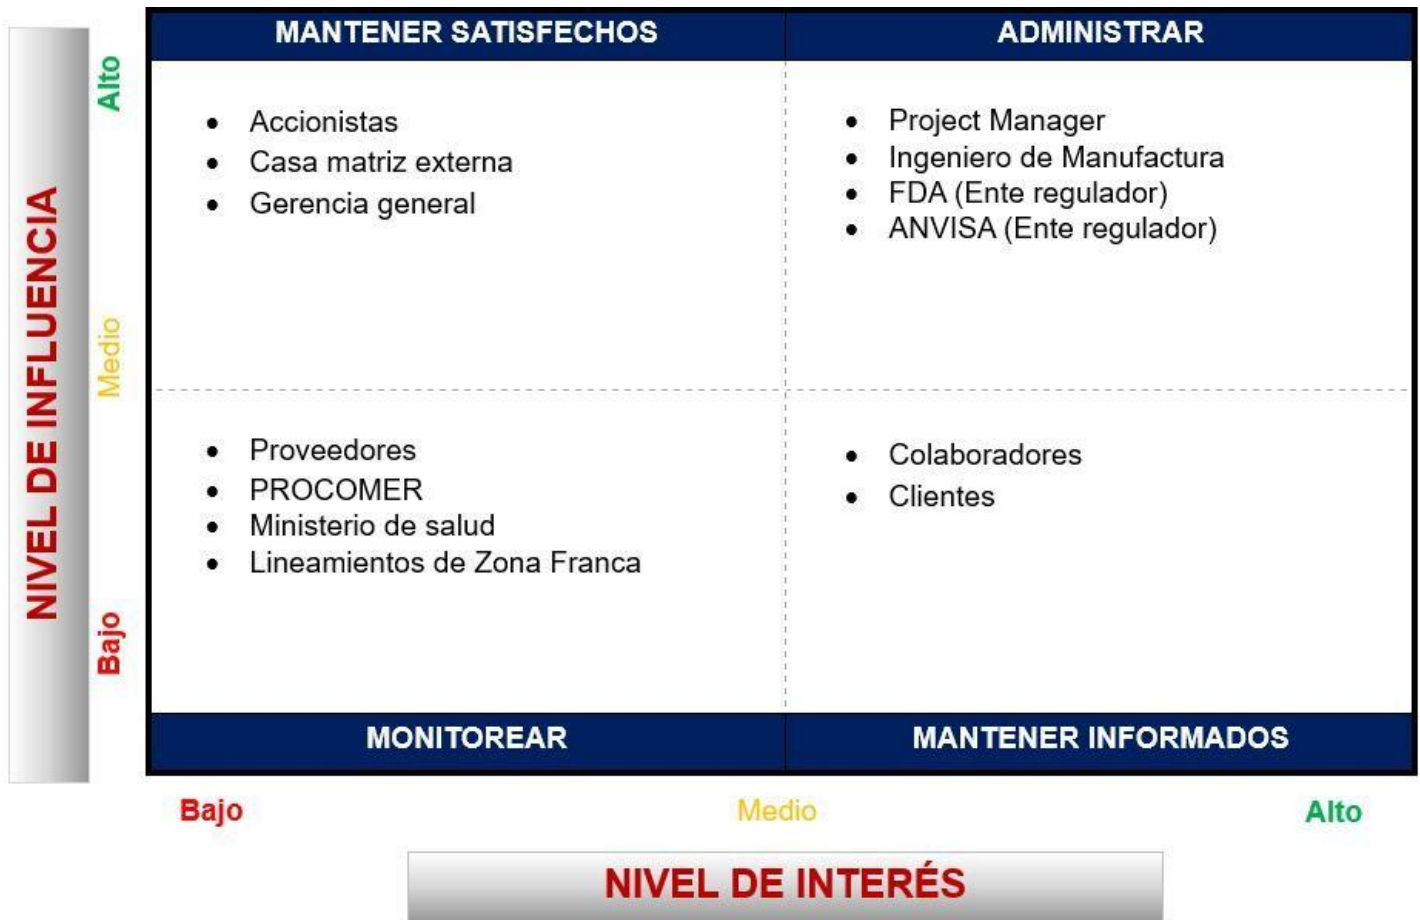 MANTENER SATISFECHOS
ADMINISTRAR
Alto
Medio
Bajo
NIVEL DE INFLUENCIA
• Accionistas
• Casa matriz externa
• Gerencia general
• Project Manager
• Ingeniero de Manufactura
• FDA (Ente regulador)
• ANVISA (Ente regulador)
• Proveedores
• PROCOMER
• Ministerio de salud
• Lineamientos de Zona Franca
• Colaboradores
• Clientes
MONITOREAR
MANTENER INFORMADOS
Bajo
Medio
Alto
NIVEL DE INTERÉS